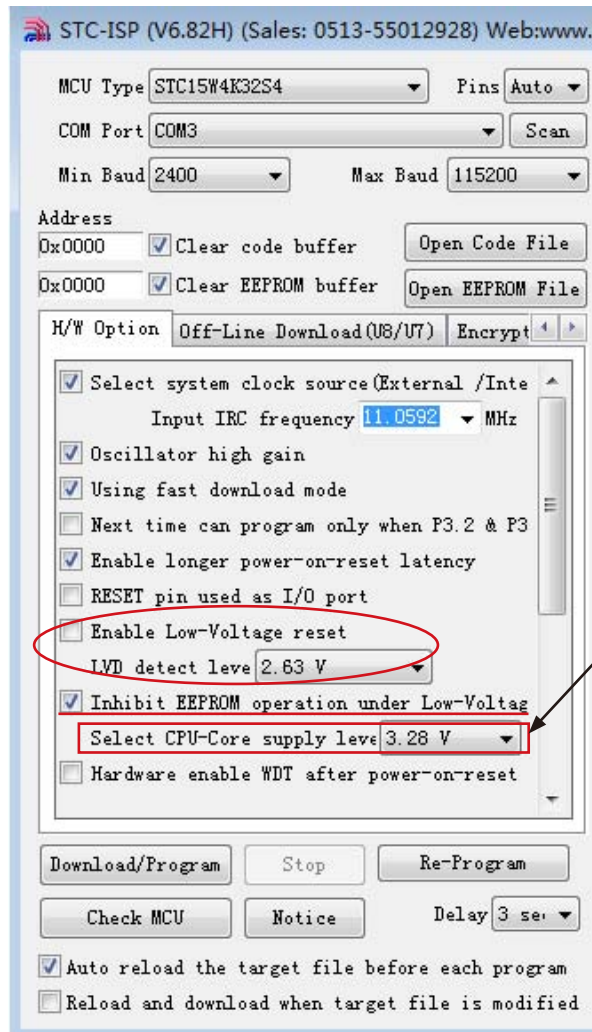 STC-ISP (V6.82H) (Sales: 0513-55012928) Web:www.
MCU Type STC15W4K32S4 Pins Auto
COM Port COM3 Scan
Min Baud 2400 Max Baud 115200
Address
0x0000 Clear code buffer Open Code File
0x0000 Clear EEPROM buffer Open EEPROM File
H/W Option Off-Line Download(U8/U7) Encrypt
Select system clock source(External /Inte
Input IRC frequency 11.0592 MHz
Oscillator high gain
Using fast download mode
Next time can program only when P3.2 & P3
Enable longer power-on-reset latency
RESET pin used as I/O port
Enable Low-Voltage reset
LVD detect leve 2.63 V
Inhibit EEPROM operation under Low-Voltag
Select CPU-Core supply leve 3.28 V
Hardware enable WDT after power-on-reset
Download/Program Stop Re-Program
Check MCU Notice Delay 3 se
Auto reload the target file before each program
Reload and download when target file is modified